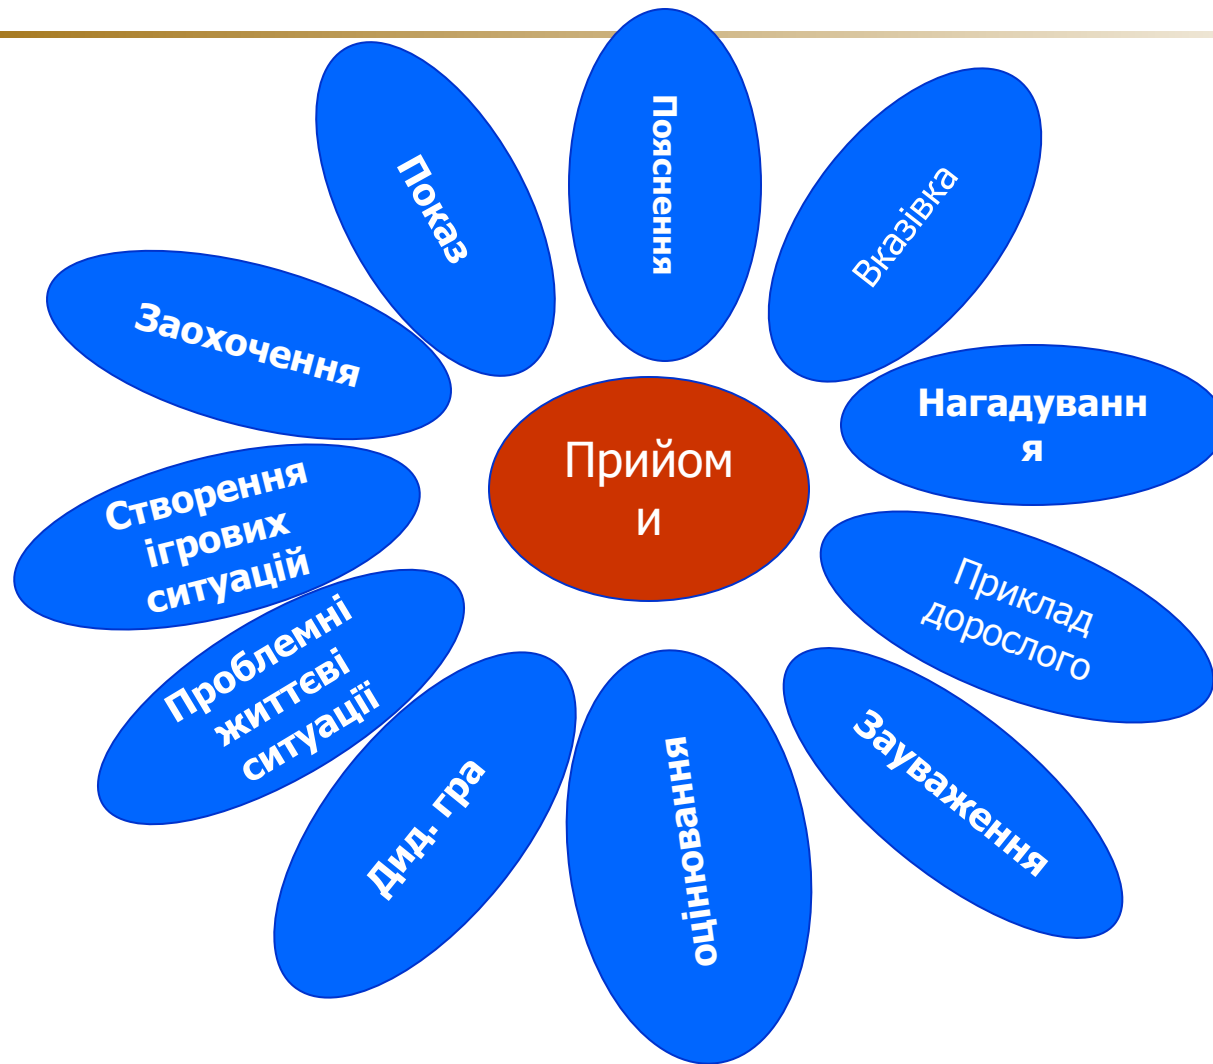 Пояснення
Вказівка
Нагадуванн
я
Приклад
дорослого
Зауваження
оцінювання
Дид. гра
Проблемні
життєві
ситуації
Створення
ігрових
ситуацій
Заохочення
Показ
Прийом
и